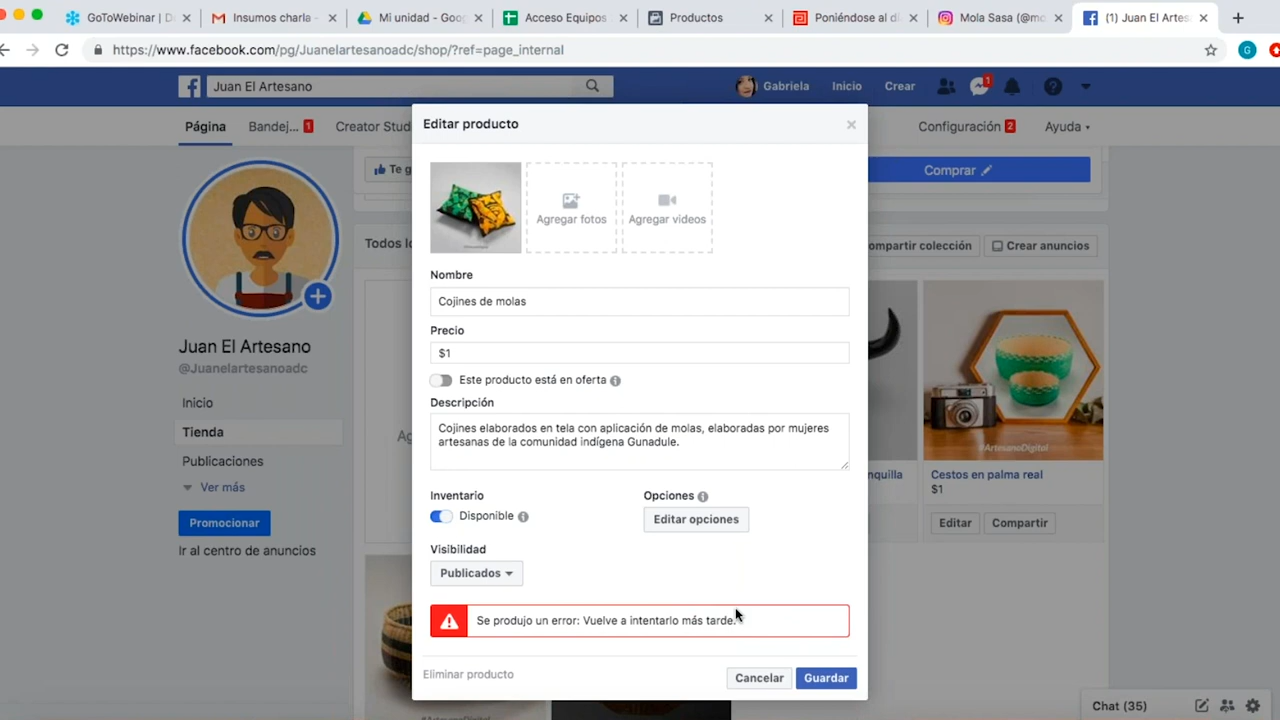 GoToWebinar | D
Insumos charla -
Mi unidad - Goo
Acceso Equipos
Productos
Poniéndose al d
Mola Sasa (@mo
(1) Juan El Artes
https://www.facebook.com/pg/Juanelartesanoadc/shop/?ref=page_internal
G
Juan El Artesano
Gabriela
Inicio
Crear
1
Página
Bandej... 1
Creator Stud
Configuración 2
Ayuda
Editar producto
Te g
Comprar
Agregar fotos
Agregar videos
Todos lo
ompartir colección
Crear anuncios
Nombre
Cojines de molas
Precio
$1
Este producto está en oferta
Descripción
Cojines elaborados en tela con aplicación de molas, elaboradas por mujeres
artesanas de la comunidad indígena Gunadule.
Inventario
Disponible
Opciones
Editar opciones
Visibilidad
Publicados
Se produjo un error: Vuelve a intentarlo más tarde.
Eliminar producto
Cancelar
Guardar
Juan El Artesano
@Juanelartesanoadc
Inicio
Tienda
Publicaciones
Ver más
Promocionar
Ir al centro de anuncios
Ag
#ArtesanoDigital
nquilla
Cestos en palma real
$1
Editar
Compartir
Chat (35)